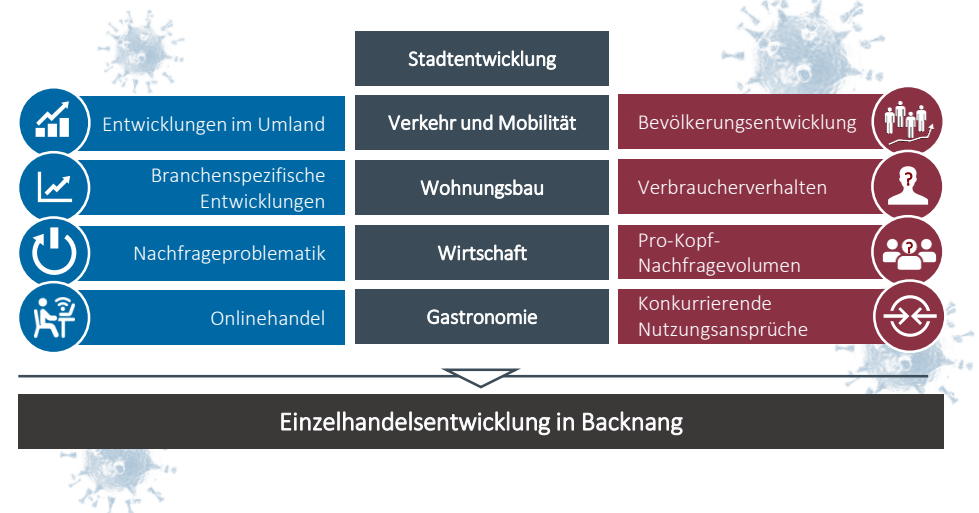 Stadtentwicklung
Entwicklungen im Umland
Verkehr und Mobilität
Bevölkerungsentwicklung
Branchenspezifische
Entwicklungen
Wohnungsbau
Verbraucherverhalten
Nachfrageproblematik
Wirtschaft
Pro-Kopf-
Nachfragevolumen
Onlinehandel
Gastronomie
Konkurrierende
Nutzungsansprüche
Einzelhandelsentwicklung in Backnang